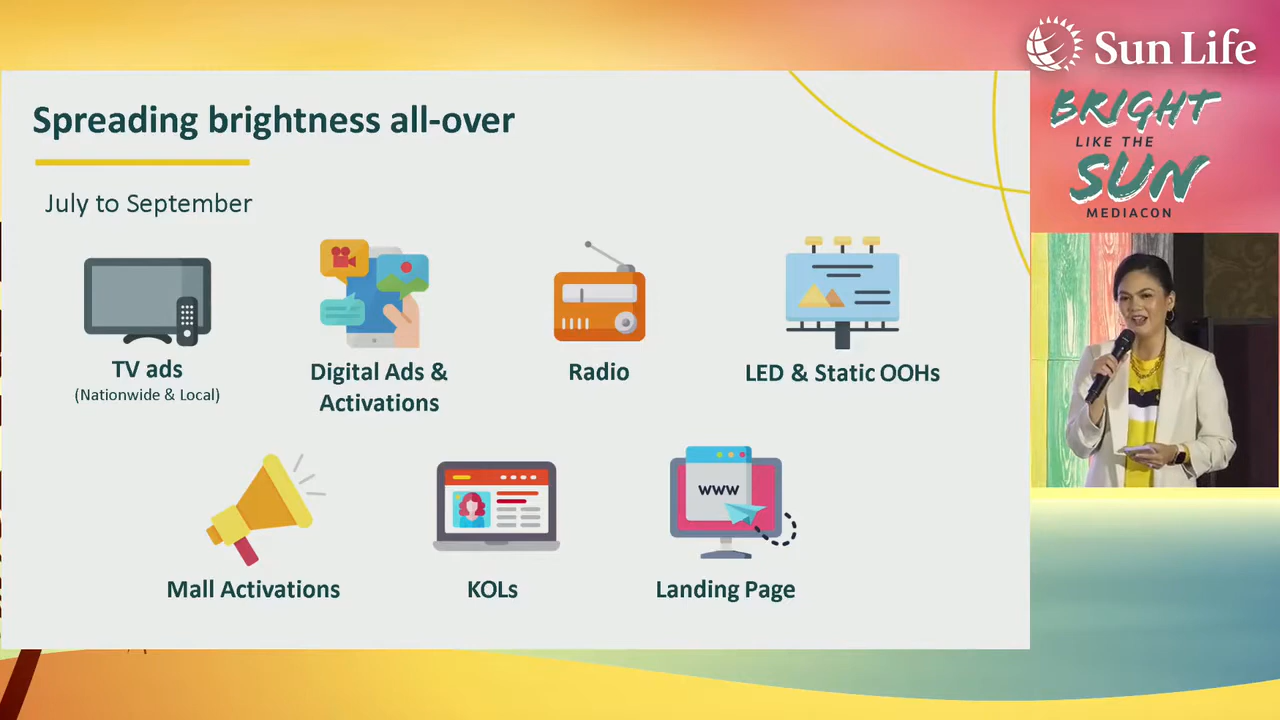 Sun Life
BRIGHT
LIKE THE
SUN
MEDIACON
Spreading brightness all-over
July to September
TV ads
(Nationwide & Local)
Digital Ads &
Activations
Radio
LED & Static OOHs
Mall Activations
KOLs
www
Landing Page